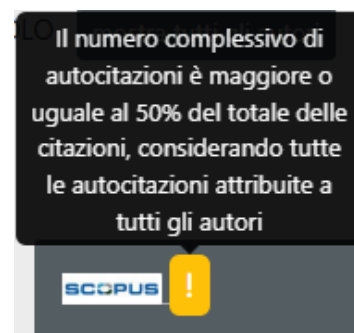 Il numero complessivo di
autocitazioni è maggiore o
uguale al 50% del totale delle
citazioni, considerando tutte
le autocitazioni attribuite a
tutti gli autori
SCOPUS !